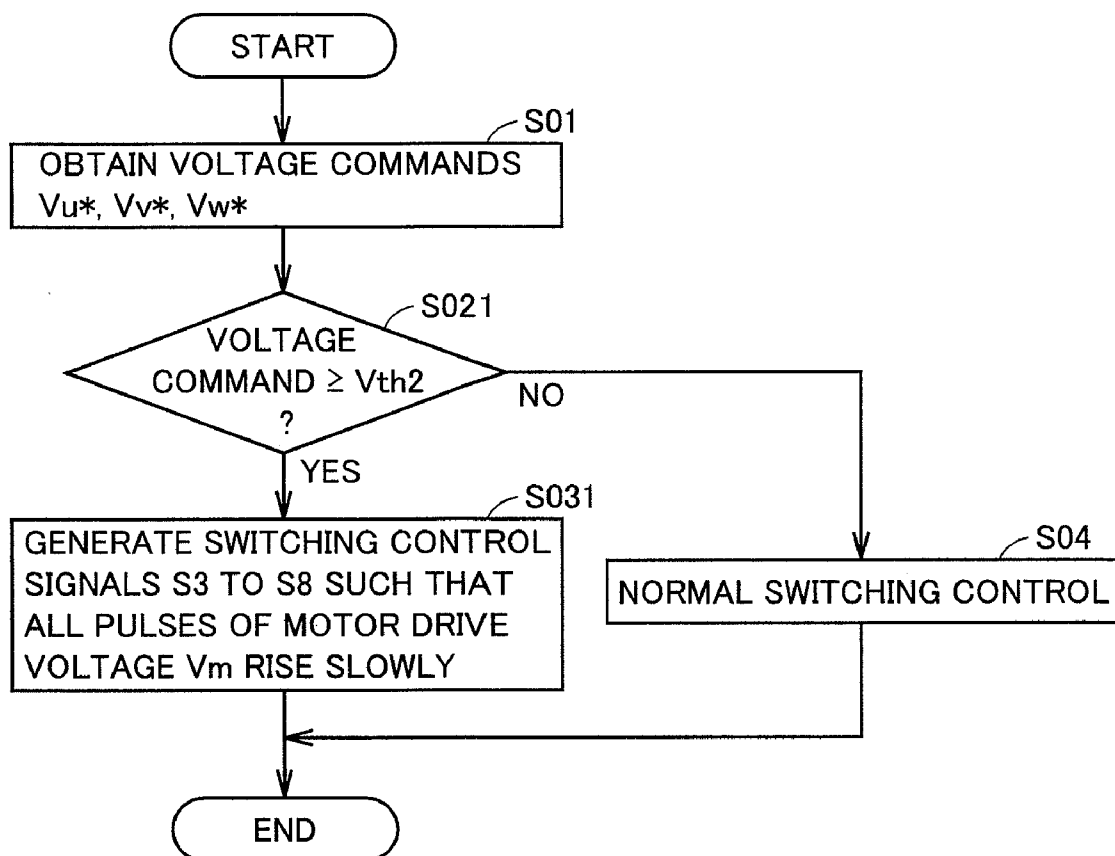 START
S01
OBTAIN VOLTAGE COMMANDS
Vu*, Vv*, Vw*
S021
VOLTAGE
COMMAND ≧ Vth2
?
NO
YES
S031
GENERATE SWITCHING CONTROL
SIGNALS S3 TO S8 SUCH THAT
ALL PULSES OF MOTOR DRIVE
VOLTAGE Vm RISE SLOWLY
S04
NORMAL SWITCHING CONTROL
END